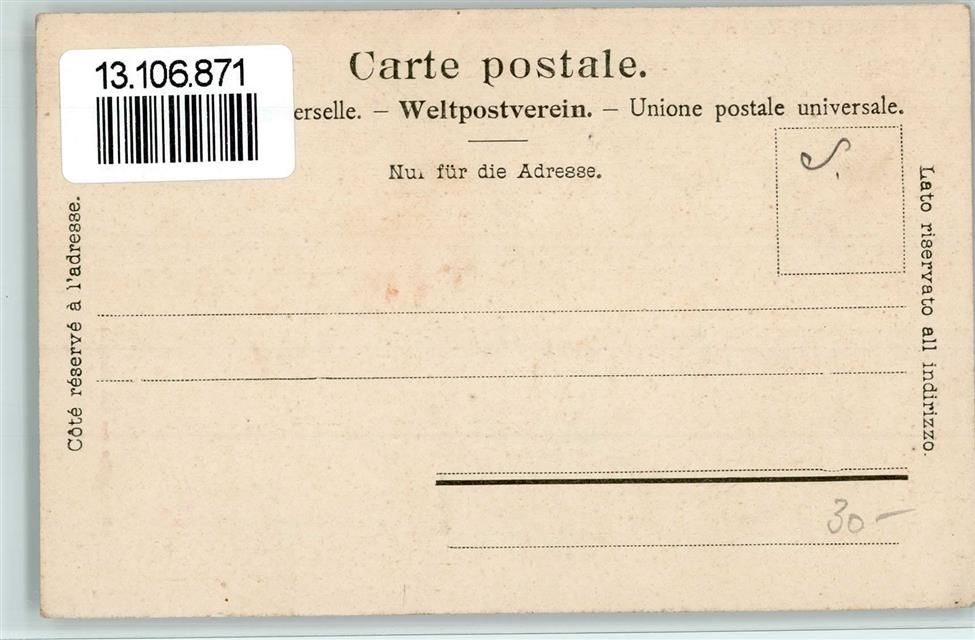 13.106.871
Carte postale.
erselle. – Weltpostverein. – Unione postale universale.
Nur für die Adresse.
Côté réservé à l'adresse.
Lato riservato all indirizzo.
S.
30–